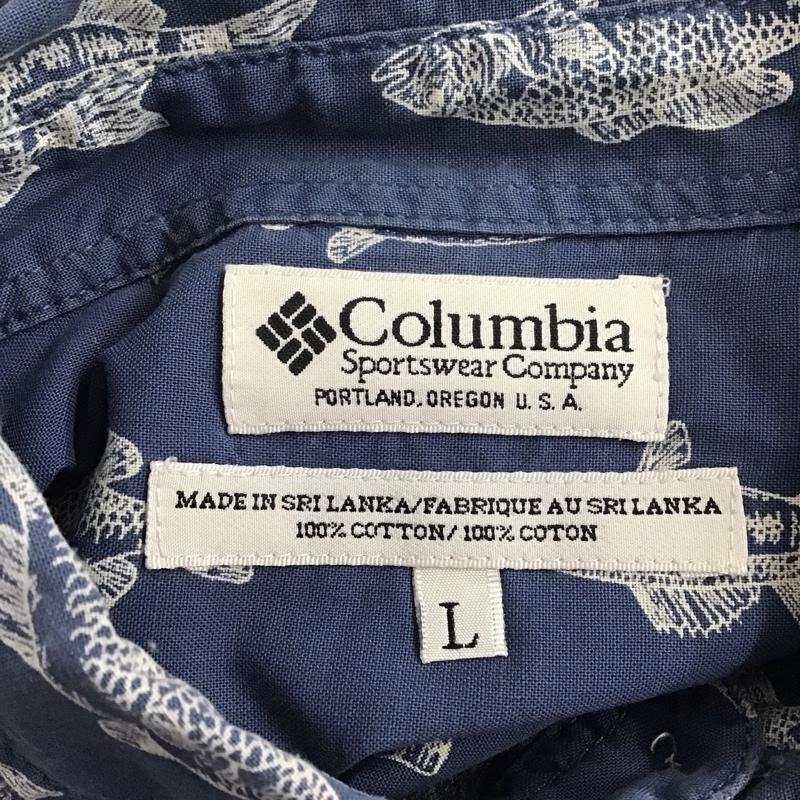 Columbia
Sportswear Company
PORTLAND, OREGON U. S. A.
MADE IN SRI LANKA/FABRIQUE AU SRI LANKA
100% COTTON/ 100% COTON
L